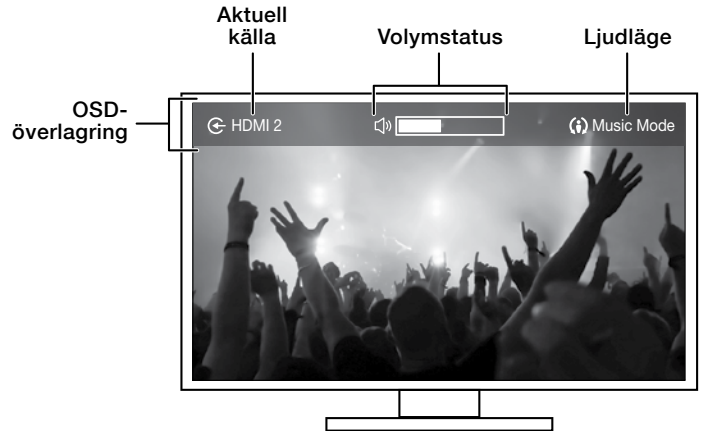 Aktuell
källa
Volymstatus
Ljudläge
OSD-
överlagring
HDMI 2
Music Mode